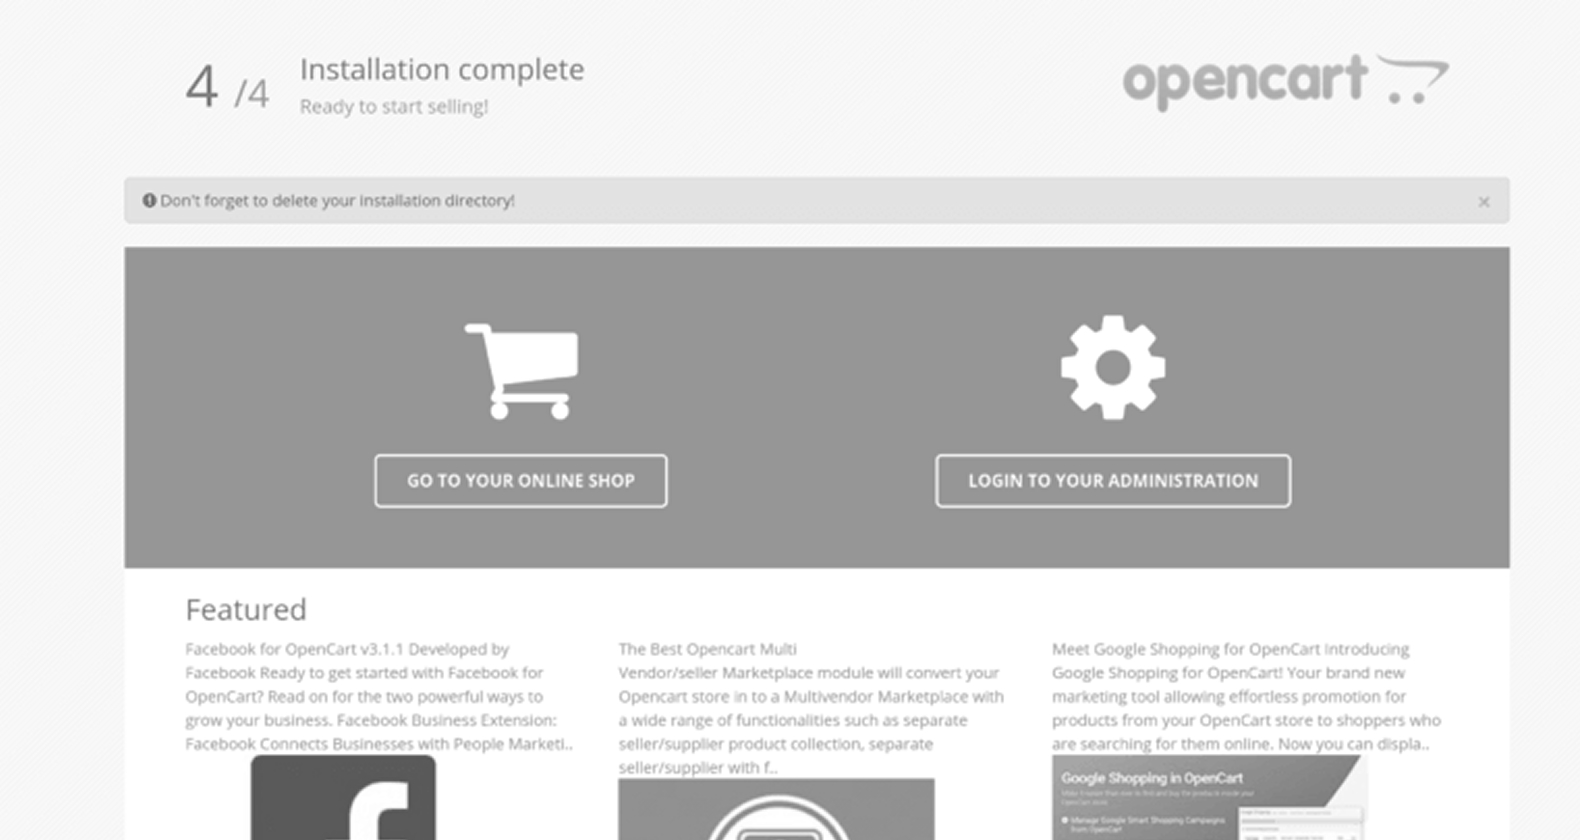 4 /4
Installation complete
Ready to start selling!
opencart
Don't forget to delete your installation directory!
×
GO TO YOUR ONLINE SHOP
LOGIN TO YOUR ADMINISTRATION
Featured
Facebook for OpenCart v3.1.1 Developed by
Facebook Ready to get started with Facebook for
OpenCart? Read on for the two powerful ways to
grow your business. Facebook Business Extension:
Facebook Connects Businesses with People Marketi..
The Best Opencart Multi
Vendor/seller Marketplace module will convert your
Opencart store in to a Multivendor Marketplace with
a wide range of functionalities such as separate
seller/supplier product collection, separate
seller/supplier with f..
Meet Google Shopping for OpenCart Introducing
Google Shopping for OpenCart! Your brand new
marketing tool allowing effortless promotion for
products from your OpenCart store to shoppers who
are searching for them online. Now you can displa..
Google Shopping in OpenCart
Manage Google Smart Shopping Campaigns
from OpenCart